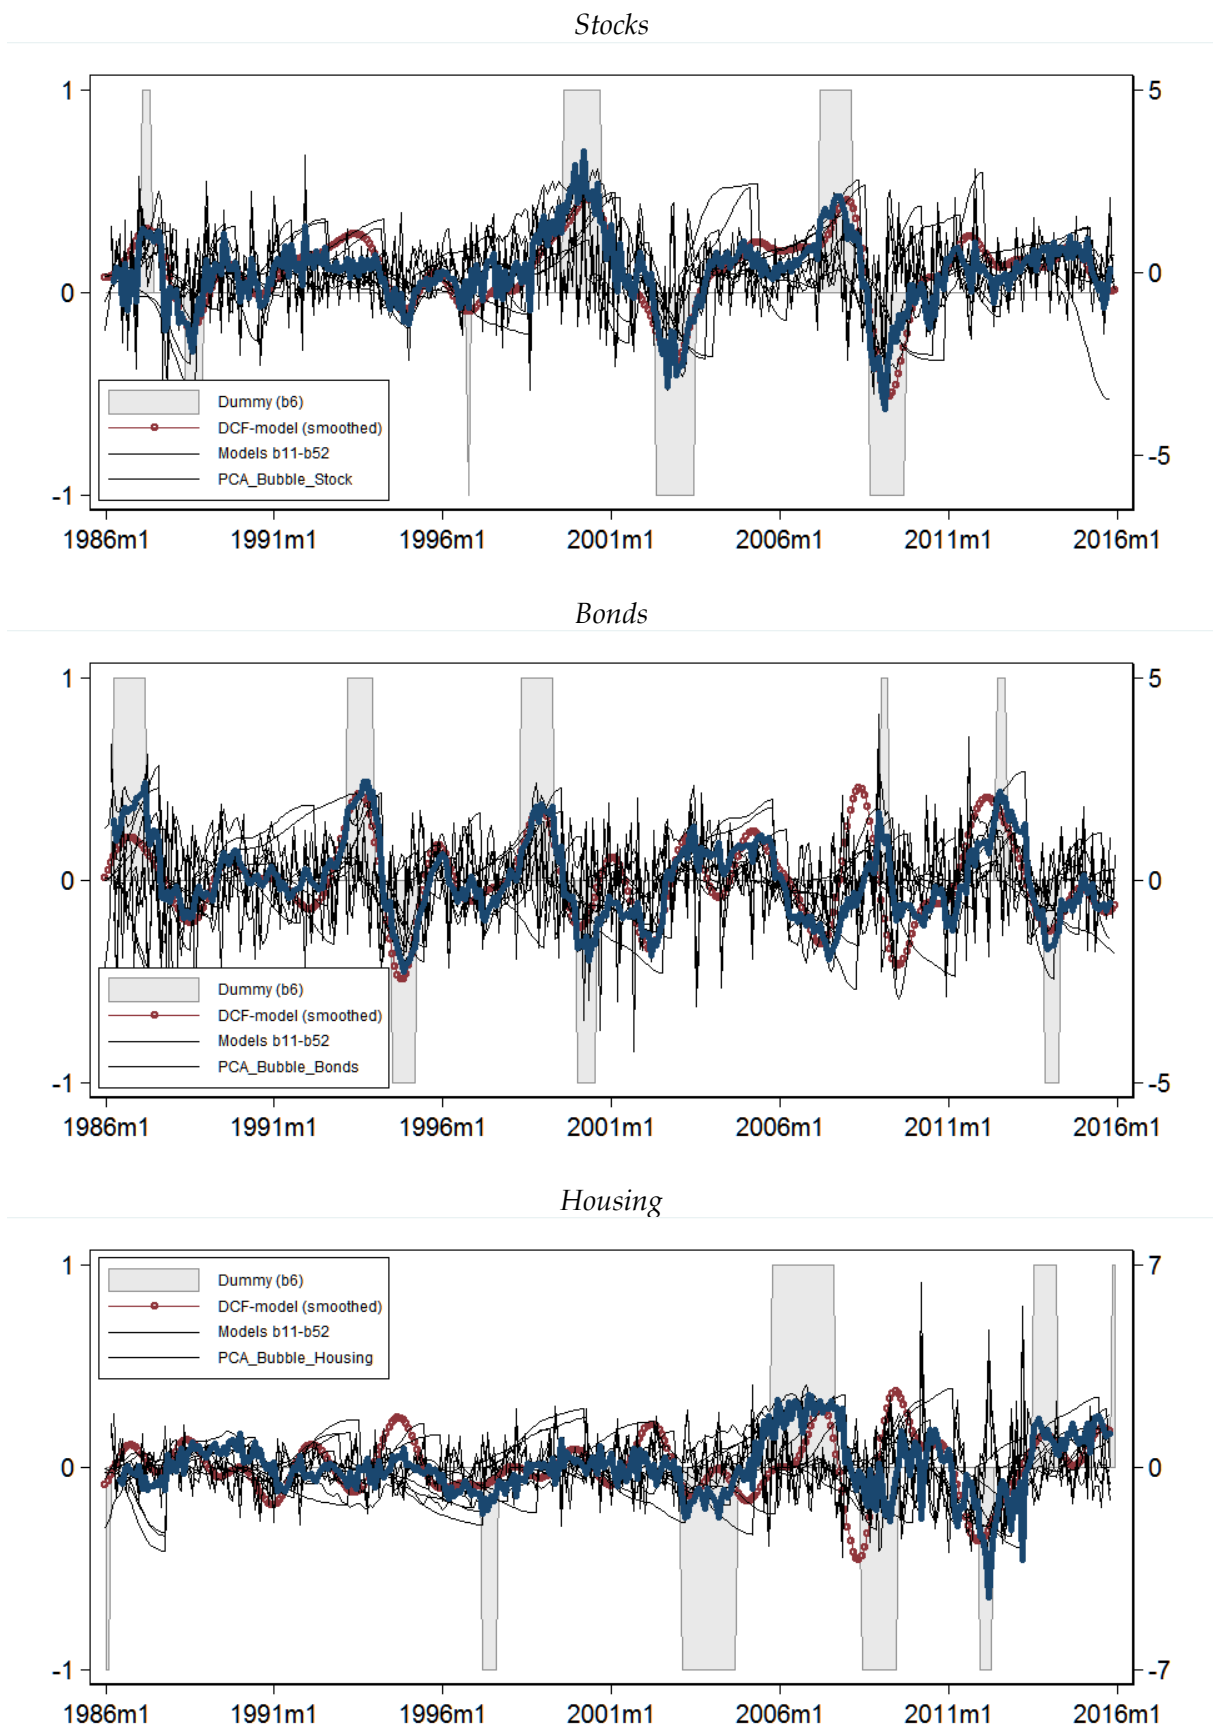 Stocks
1 5
0 0
-5
-1
Dummy (b6)
DCF-model (smoothed)
Models b11-b52
PCA_Bubble_Stock
1986m1 1991m1 1996m1 2001m1 2006m1 2011m1 2016m1
Bonds
1 5
0 0
-1 -5
Dummy (b6)
DCF-model (smoothed)
Models b11-b52
PCA_Bubble_Bonds
1986m1 1991m1 1996m1 2001m1 2006m1 2011m1 2016m1
Housing
1 7
Dummy (b6)
DCF-model (smoothed)
Models b11-b52
PCA_Bubble_Housing
0 0
-1 -7
1986m1 1991m1 1996m1 2001m1 2006m1 2011m1 2016m1